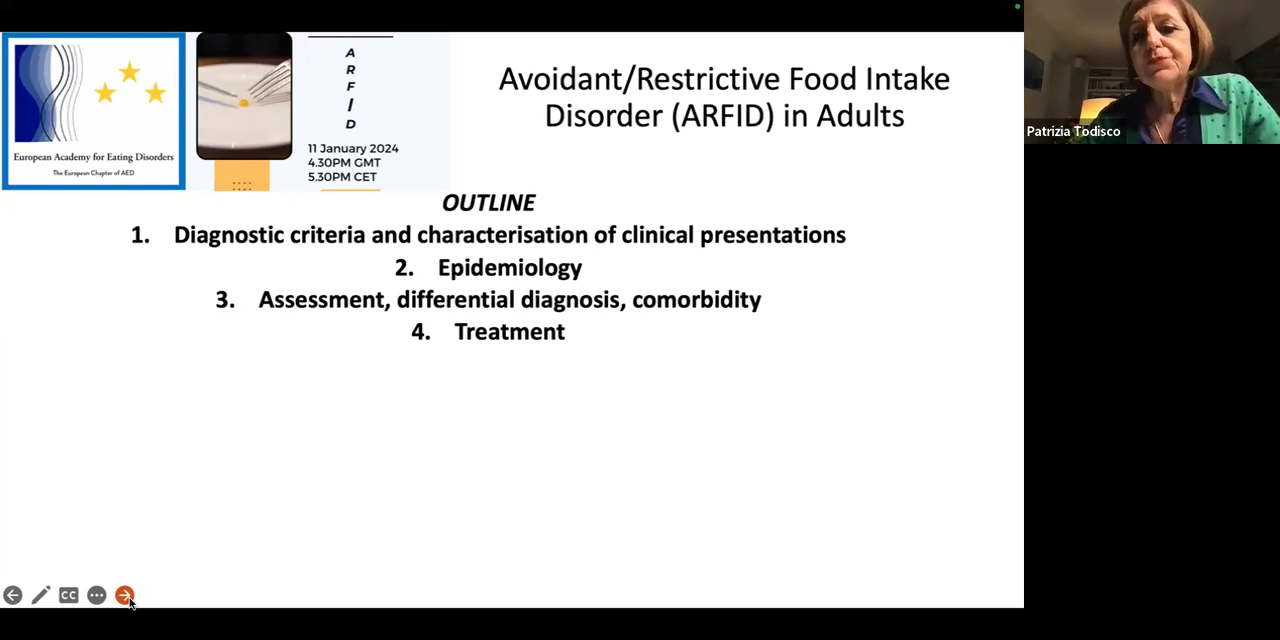 European Academy for Eating Disorders
The European Chapter of AED
A
R
F
I
D
11 January 2024
4.30PM GMT
5.30PM CET
Avoidant/Restrictive Food Intake
Disorder (ARFID) in Adults
Patrizia Todisco
OUTLINE
1. Diagnostic criteria and characterisation of clinical presentations
2. Epidemiology
3. Assessment, differential diagnosis, comorbidity
4. Treatment
CC